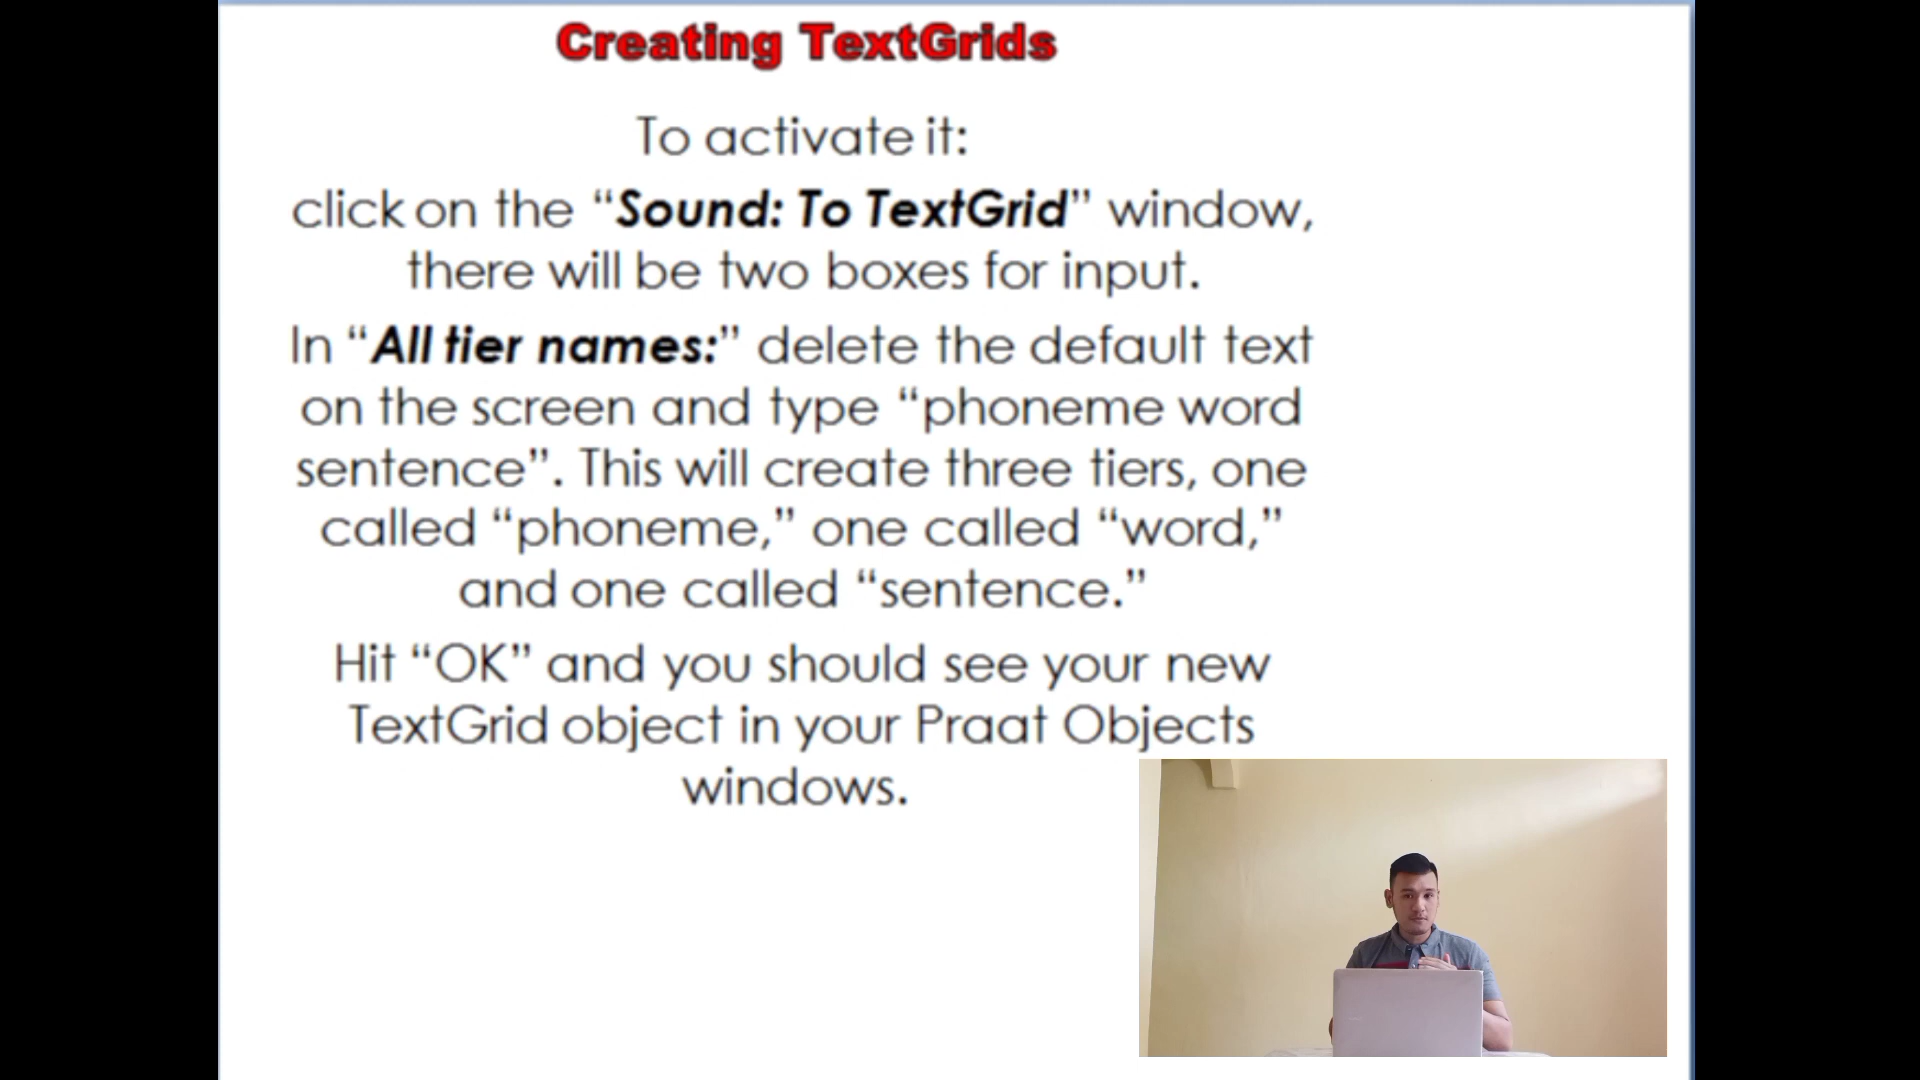 Creating TextGrids
To activate it:
click on the “Sound: To TextGrid” window,
there will be two boxes for input.
In “All tier names:” delete the default text
on the screen and type “phoneme word
sentence”. This will create three tiers, one
called “phoneme,” one called “word,”
and one called “sentence.”
Hit “OK” and you should see your new
TextGrid object in your Praat Objects
windows.